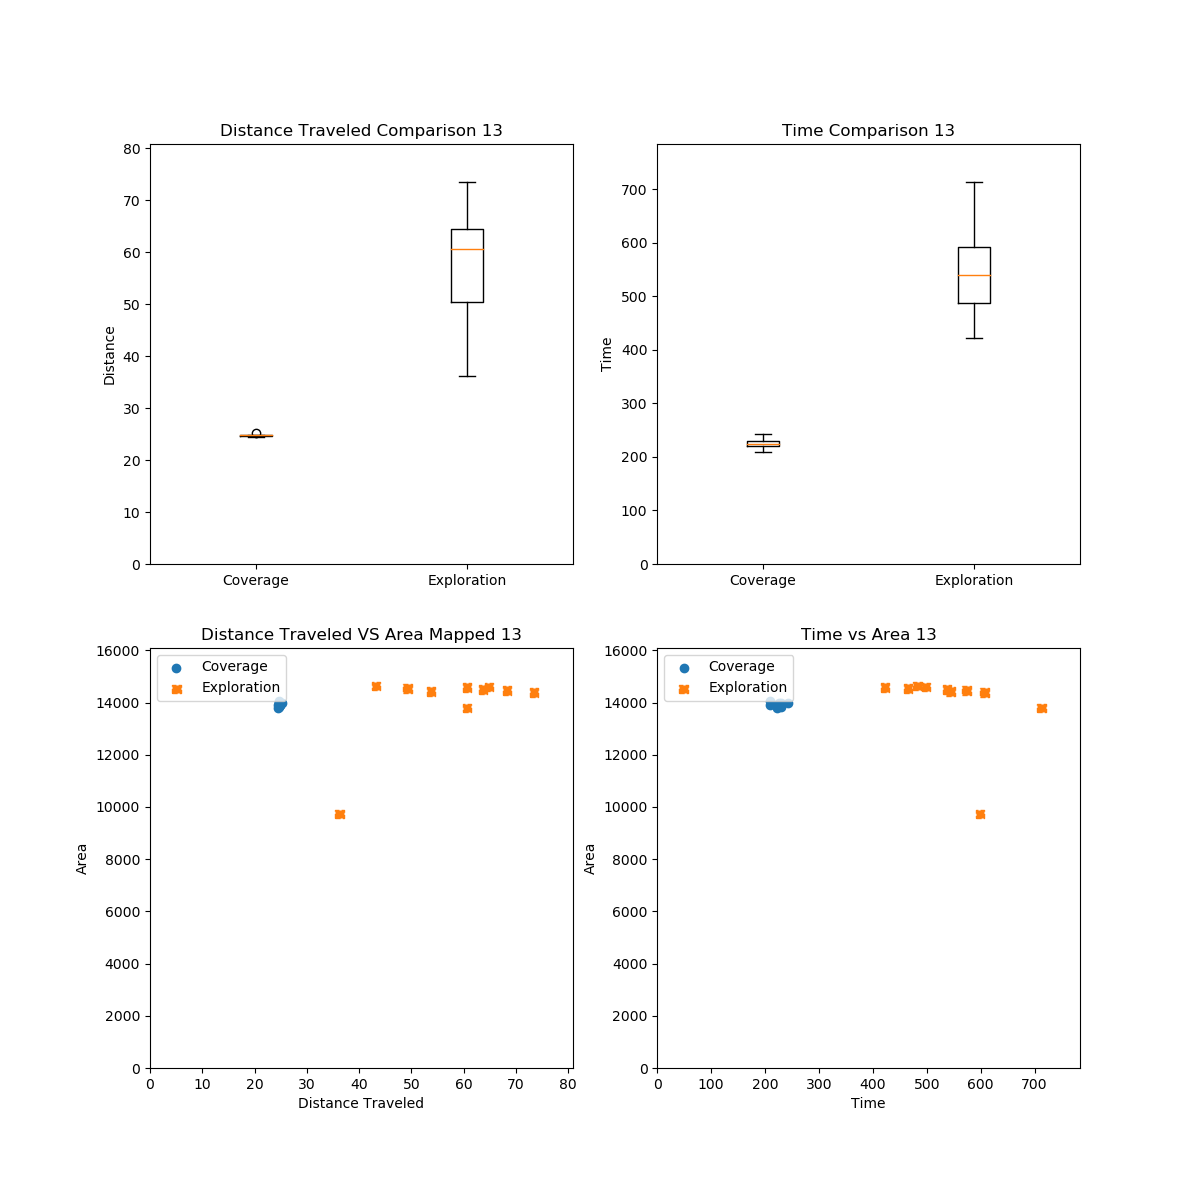 Distance Traveled Comparison 13
80
70
60
50
40
30
20
10
0
Distance
Coverage
Exploration
Time Comparison 13
700
600
500
400
300
200
100
0
Time
Coverage
Exploration
Distance Traveled VS Area Mapped 13
Coverage
Exploration
16000
14000
12000
10000
8000
6000
4000
2000
0
Area
0 10 20 30 40 50 60 70 80
Distance Traveled
Time vs Area 13
Coverage
Exploration
16000
14000
12000
10000
8000
6000
4000
2000
0
Area
0 100 200 300 400 500 600 700
Time